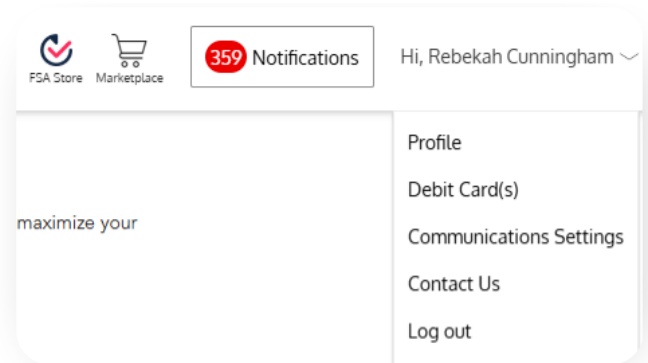 FSA Store
Marketplace
359 Notifications
Hi, Rebekah Cunningham
Profile
Debit Card(s)
maximize your
Communications Settings
Contact Us
Log out